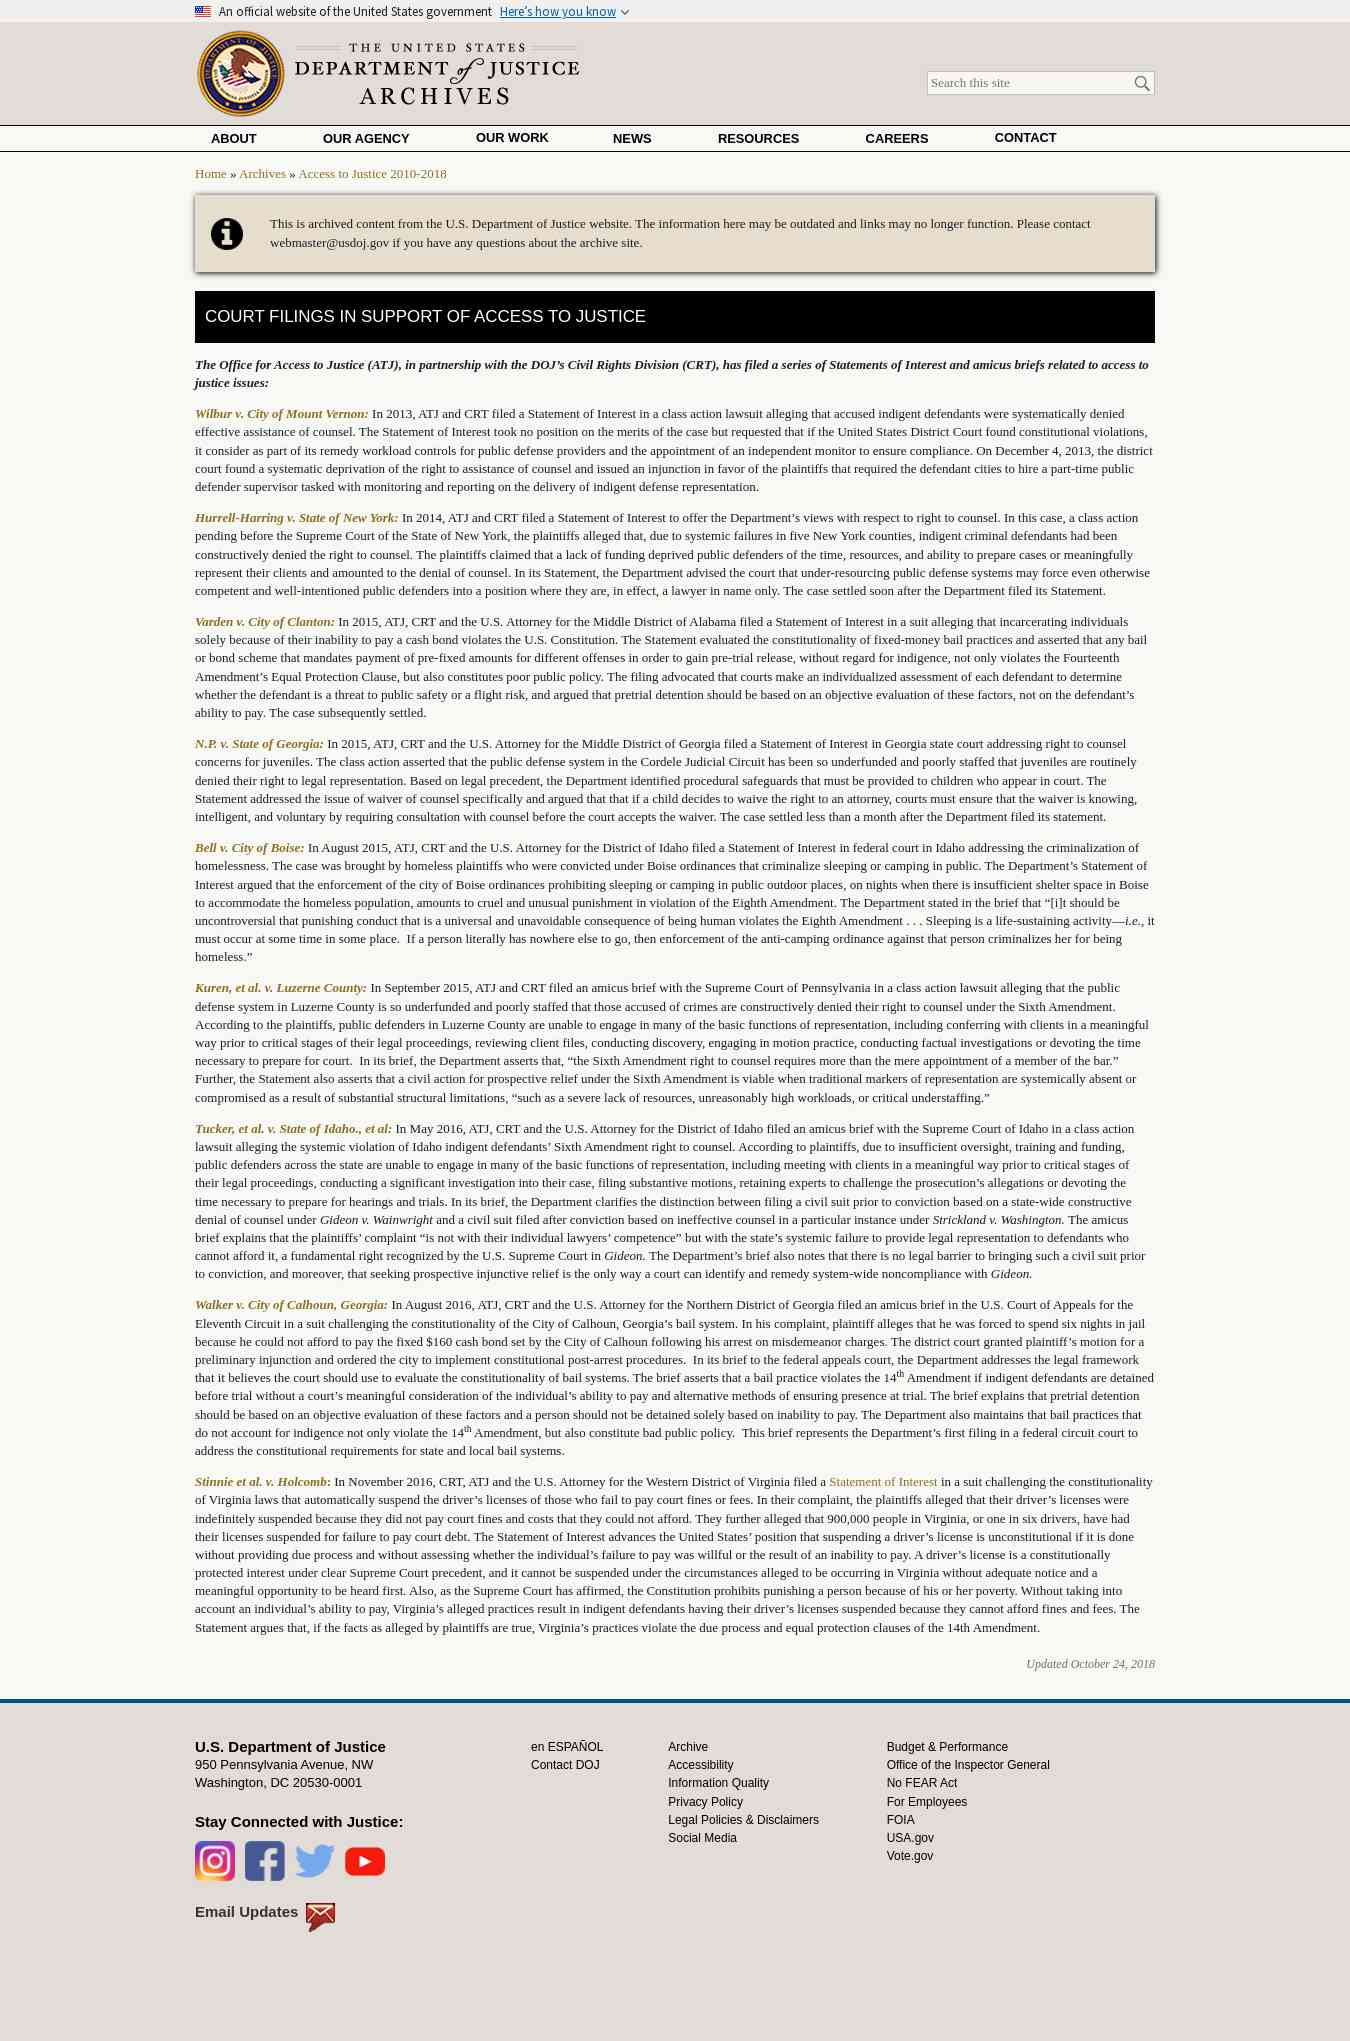 An official website of the United States government Here's how you know
THE UNITED STATES
DEPARTMENT of JUSTICE
ARCHIVES
Search this site
ABOUT OUR AGENCY OUR WORK NEWS RESOURCES CAREERS CONTACT
Home » Archives » Access to Justice 2010-2018
This is archived content from the U.S. Department of Justice website. The information here may be outdated and links may no longer function. Please contact
webmaster@usdoj.gov if you have any questions about the archive site.
COURT FILINGS IN SUPPORT OF ACCESS TO JUSTICE
The Office for Access to Justice (ATJ), in partnership with the DOJ's Civil Rights Division (CRT), has filed a series of Statements of Interest and amicus briefs related to access to
justice issues:
Wilbur v. City of Mount Vernon: In 2013, ATJ and CRT filed a Statement of Interest in a class action lawsuit alleging that accused indigent defendants were systematically denied
effective assistance of counsel. The Statement of Interest took no position on the merits of the case but requested that if the United States District Court found constitutional violations,
it consider as part of its remedy workload controls for public defense providers and the appointment of an independent monitor to ensure compliance. On December 4, 2013, the district
court found a systematic deprivation of the right to assistance of counsel and issued an injunction in favor of the plaintiffs that required the defendant cities to hire a part-time public
defender supervisor tasked with monitoring and reporting on the delivery of indigent defense representation.
Hurrell-Harring v. State of New York: In 2014, ATJ and CRT filed a Statement of Interest to offer the Department's views with respect to right to counsel. In this case, a class action
pending before the Supreme Court of the State of New York, the plaintiffs alleged that, due to systemic failures in five New York counties, indigent criminal defendants had been
constructively denied the right to counsel. The plaintiffs claimed that a lack of funding deprived public defenders of the time, resources, and ability to prepare cases or meaningfully
represent their clients and amounted to the denial of counsel. In its Statement, the Department advised the court that under-resourcing public defense systems may force even otherwise
competent and well-intentioned public defenders into a position where they are, in effect, a lawyer in name only. The case settled soon after the Department filed its Statement.
Varden v. City of Clanton: In 2015, ATJ, CRT and the U.S. Attorney for the Middle District of Alabama filed a Statement of Interest in a suit alleging that incarcerating individuals
solely because of their inability to pay a cash bond violates the U.S. Constitution. The Statement evaluated the constitutionality of fixed-money bail practices and asserted that any bail
or bond scheme that mandates payment of pre-fixed amounts for different offenses in order to gain pre-trial release, without regard for indigence, not only violates the Fourteenth
Amendment's Equal Protection Clause, but also constitutes poor public policy. The filing advocated that courts make an individualized assessment of each defendant to determine
whether the defendant is a threat to public safety or a flight risk, and argued that pretrial detention should be based on an objective evaluation of these factors, not on the defendant's
ability to pay. The case subsequently settled.
N.P. v. State of Georgia: In 2015, ATJ, CRT and the U.S. Attorney for the Middle District of Georgia filed a Statement of Interest in Georgia state court addressing right to counsel
concerns for juveniles. The class action asserted that the public defense system in the Cordele Judicial Circuit has been so underfunded and poorly staffed that juveniles are routinely
denied their right to legal representation. Based on legal precedent, the Department identified procedural safeguards that must be provided to children who appear in court. The
Statement addressed the issue of waiver of counsel specifically and argued that that if a child decides to waive the right to an attorney, courts must ensure that the waiver is knowing,
intelligent, and voluntary by requiring consultation with counsel before the court accepts the waiver. The case settled less than a month after the Department filed its statement.
Bell v. City of Boise: In August 2015, ATJ, CRT and the U.S. Attorney for the District of Idaho filed a Statement of Interest in federal court in Idaho addressing the criminalization of
homelessness. The case was brought by homeless plaintiffs who were convicted under Boise ordinances that criminalize sleeping or camping in public. The Department's Statement of
Interest argued that the enforcement of the city of Boise ordinances prohibiting sleeping or camping in public outdoor places, on nights when there is insufficient shelter space in Boise
to accommodate the homeless population, amounts to cruel and unusual punishment in violation of the Eighth Amendment. The Department stated in the brief that "[i]t should be
uncontroversial that punishing conduct that is a universal and unavoidable consequence of being human violates the Eighth Amendment . . . Sleeping is a life-sustaining activity—i.e., it
must occur at some time in some place. If a person literally has nowhere else to go, then enforcement of the anti-camping ordinance against that person criminalizes her for being
homeless."
Kuren, et al. v. Luzerne County: In September 2015, ATJ and CRT filed an amicus brief with the Supreme Court of Pennsylvania in a class action lawsuit alleging that the public
defense system in Luzerne County is so underfunded and poorly staffed that those accused of crimes are constructively denied their right to counsel under the Sixth Amendment.
According to the plaintiffs, public defenders in Luzerne County are unable to engage in many of the basic functions of representation, including conferring with clients in a meaningful
way prior to critical stages of their legal proceedings, reviewing client files, conducting discovery, engaging in motion practice, conducting factual investigations or devoting the time
necessary to prepare for court. In its brief, the Department asserts that, "the Sixth Amendment right to counsel requires more than the mere appointment of a member of the bar."
Further, the Statement also asserts that a civil action for prospective relief under the Sixth Amendment is viable when traditional markers of representation are systemically absent or
compromised as a result of substantial structural limitations, "such as a severe lack of resources, unreasonably high workloads, or critical understaffing."
Tucker, et al. v. State of Idaho., et al: In May 2016, ATJ, CRT and the U.S. Attorney for the District of Idaho filed an amicus brief with the Supreme Court of Idaho in a class action
lawsuit alleging the systemic violation of Idaho indigent defendants' Sixth Amendment right to counsel. According to plaintiffs, due to insufficient oversight, training and funding,
public defenders across the state are unable to engage in many of the basic functions of representation, including meeting with clients in a meaningful way prior to critical stages of
their legal proceedings, conducting a significant investigation into their case, filing substantive motions, retaining experts to challenge the prosecution's allegations or devoting the
time necessary to prepare for hearings and trials. In its brief, the Department clarifies the distinction between filing a civil suit prior to conviction based on a state-wide constructive
denial of counsel under Gideon v. Wainwright and a civil suit filed after conviction based on ineffective counsel in a particular instance under Strickland v. Washington. The amicus
brief explains that the plaintiffs' complaint "is not with their individual lawyers' competence" but with the state's systemic failure to provide legal representation to defendants who
cannot afford it, a fundamental right recognized by the U.S. Supreme Court in Gideon. The Department's brief also notes that there is no legal barrier to bringing such a civil suit prior
to conviction, and moreover, that seeking prospective injunctive relief is the only way a court can identify and remedy system-wide noncompliance with Gideon.
Walker v. City of Calhoun, Georgia: In August 2016, ATJ, CRT and the U.S. Attorney for the Northern District of Georgia filed an amicus brief in the U.S. Court of Appeals for the
Eleventh Circuit in a suit challenging the constitutionality of the City of Calhoun, Georgia's bail system. In his complaint, plaintiff alleges that he was forced to spend six nights in jail
because he could not afford to pay the fixed $160 cash bond set by the City of Calhoun following his arrest on misdemeanor charges. The district court granted plaintiff's motion for a
preliminary injunction and ordered the city to implement constitutional post-arrest procedures. In its brief to the federal appeals court, the Department addresses the legal framework
that it believes the court should use to evaluate the constitutionality of bail systems. The brief asserts that a bail practice violates the 14th Amendment if indigent defendants are detained
before trial without a court's meaningful consideration of the individual's ability to pay and alternative methods of ensuring presence at trial. The brief explains that pretrial detention
should be based on an objective evaluation of these factors and a person should not be detained solely based on inability to pay. The Department also maintains that bail practices that
do not account for indigence not only violate the 14th Amendment, but also constitute bad public policy. This brief represents the Department's first filing in a federal circuit court to
address the constitutional requirements for state and local bail systems.
Stinnie et al. v. Holcomb: In November 2016, CRT, ATJ and the U.S. Attorney for the Western District of Virginia filed a Statement of Interest in a suit challenging the constitutionality
of Virginia laws that automatically suspend the driver's licenses of those who fail to pay court fines or fees. In their complaint, the plaintiffs alleged that their driver's licenses were
indefinitely suspended because they did not pay court fines and costs that they could not afford. They further alleged that 900,000 people in Virginia, or one in six drivers, have had
their licenses suspended for failure to pay court debt. The Statement of Interest advances the United States' position that suspending a driver's license is unconstitutional if it is done
without providing due process and without assessing whether the individual's failure to pay was willful or the result of an inability to pay. A driver's license is a constitutionally
protected interest under clear Supreme Court precedent, and it cannot be suspended under the circumstances alleged to be occurring in Virginia without adequate notice and a
meaningful opportunity to be heard first. Also, as the Supreme Court has affirmed, the Constitution prohibits punishing a person because of his or her poverty. Without taking into
account an individual's ability to pay, Virginia's alleged practices result in indigent defendants having their driver's licenses suspended because they cannot afford fines and fees. The
Statement argues that, if the facts as alleged by plaintiffs are true, Virginia's practices violate the due process and equal protection clauses of the 14th Amendment.
Updated October 24, 2018
U.S. Department of Justice
950 Pennsylvania Avenue, NW
Washington, DC 20530-0001
Stay Connected with Justice:
Email Updates
en ESPAÑOL
Contact DOJ
Archive
Accessibility
Information Quality
Privacy Policy
Legal Policies & Disclaimers
Social Media
Budget & Performance
Office of the Inspector General
No FEAR Act
For Employees
FOIA
USA.gov
Vote.gov